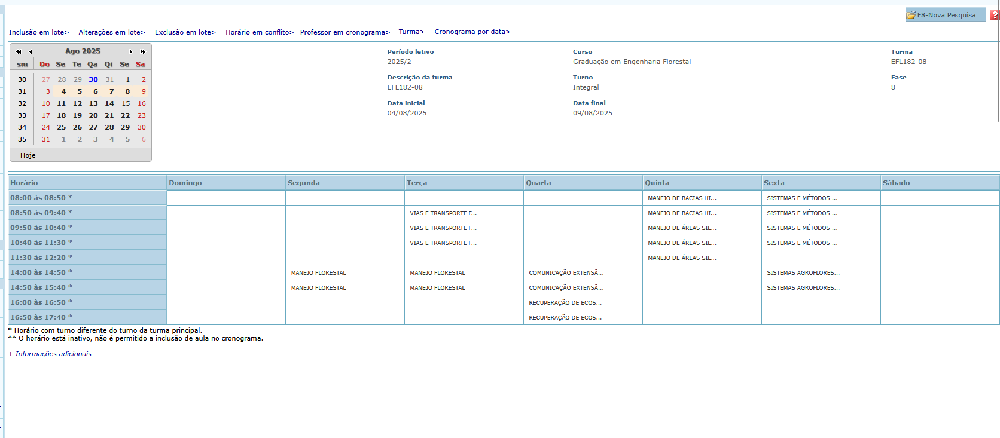 F8-Nova Pesquisa ?
Inclusão em lote> Alterações em lote> Exclusão em lote> Horário em conflito> Professor em cronograma> Turma> Cronograma por data>
Ago 2025
sm Do Se Te Qa Qi Se Sa
30 27 28 29 30 31 1 2
31 3 4 5 6 7 8 9
32 10 11 12 13 14 15 16
33 17 18 19 20 21 22 23
34 24 25 26 27 28 29 30
35 31 1 2 3 4 5 6
Hoje
Período letivo Curso Turma
2025/2 Graduação em Engenharia Florestal EFL182-08
Descrição da turma Turno Fase
EFL182-08 Integral 8
Data inicial Data final
04/08/2025 09/08/2025
Horário Domingo Segunda Terça Quarta Quinta Sexta Sábado
08:00 às 08:50 * MANEJO DE BACIAS HI... SISTEMAS E MÉTODOS ...
08:50 às 09:40 * VIAS E TRANSPORTE F... MANEJO DE BACIAS HI... SISTEMAS E MÉTODOS ...
09:50 às 10:40 * VIAS E TRANSPORTE F... MANEJO DE ÁREAS SIL... SISTEMAS E MÉTODOS ...
10:40 às 11:30 * VIAS E TRANSPORTE F... MANEJO DE ÁREAS SIL... SISTEMAS E MÉTODOS ...
11:30 às 12:20 * MANEJO DE ÁREAS SIL...
14:00 às 14:50 * MANEJO FLORESTAL MANEJO FLORESTAL COMUNICAÇÃO EXTENSÃ... SISTEMAS AGROFLORES...
14:50 às 15:40 * MANEJO FLORESTAL MANEJO FLORESTAL COMUNICAÇÃO EXTENSÃ... SISTEMAS AGROFLORES...
16:00 às 16:50 * RECUPERAÇÃO DE ECOS...
16:50 às 17:40 * RECUPERAÇÃO DE ECOS...
* Horário com turno diferente do turno da turma principal.
** O horário está inativo, não é permitido a inclusão de aula no cronograma.
+ Informações adicionais